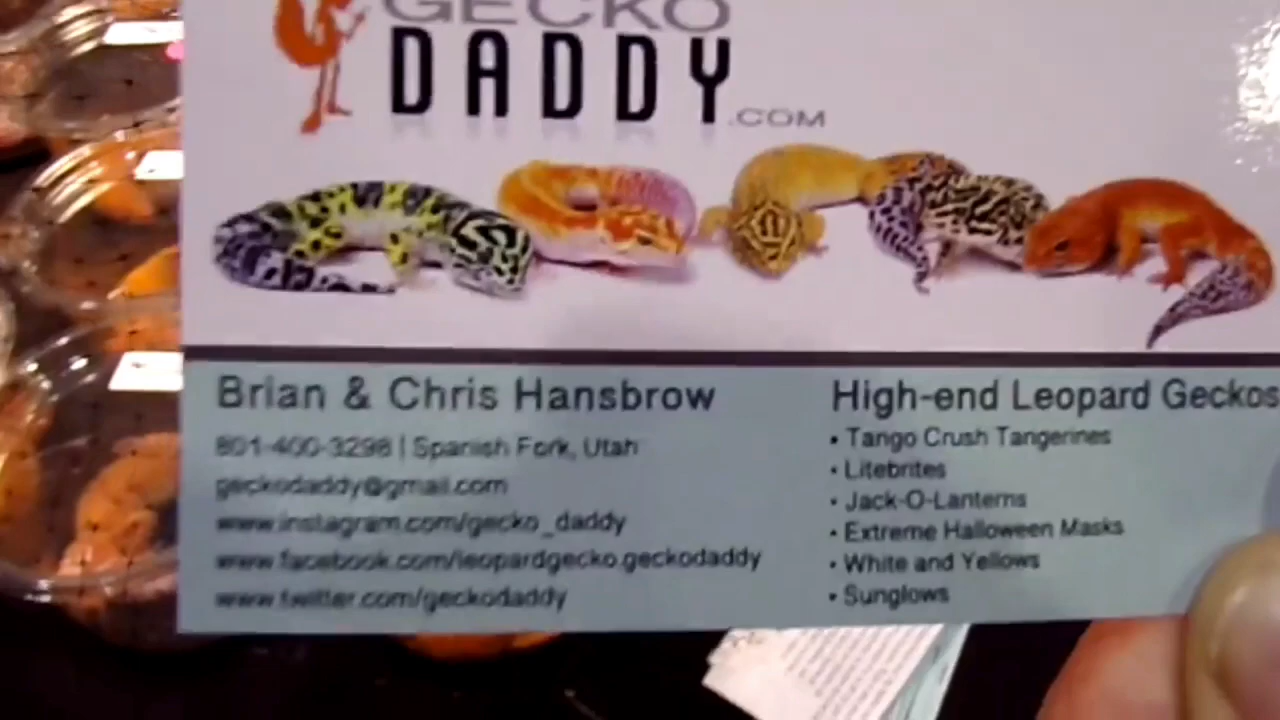 GECKO
DADDY
.COM
Brian & Chris Hansbrow
801-400-3298 | Spanish Fork, Utah
geckodaddy@gmail.com
www.instagram.com/gecko_daddy
www.facebook.com/leopardgecko.geckodaddy
www.twitter.com/geckodaddy
High-end Leopard Geckos
• Tango Crush Tangerines
• Litebrites
• Jack-O-Lanterns
• Extreme Halloween Masks
• White and Yellows
• Sunglows